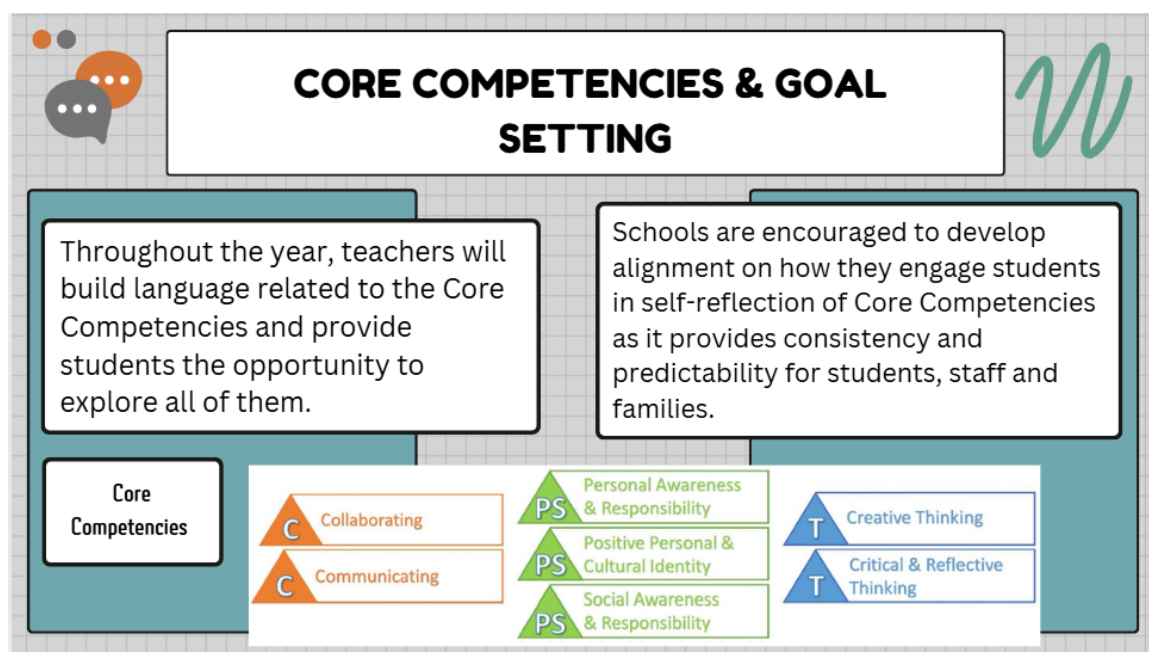 CORE COMPETENCIES & GOAL
SETTING
Throughout the year, teachers will
build language related to the Core
Competencies and provide
students the opportunity to
explore all of them.
Schools are encouraged to develop
alignment on how they engage students
in self-reflection of Core Competencies
as it provides consistency and
predictability for students, staff and
families.
Core
Competencies
C Collaborating
C Communicating
PS Personal Awareness
& Responsibility
PS Positive Personal &
Cultural Identity
PS Social Awareness
& Responsibility
T Creative Thinking
T Critical & Reflective
Thinking